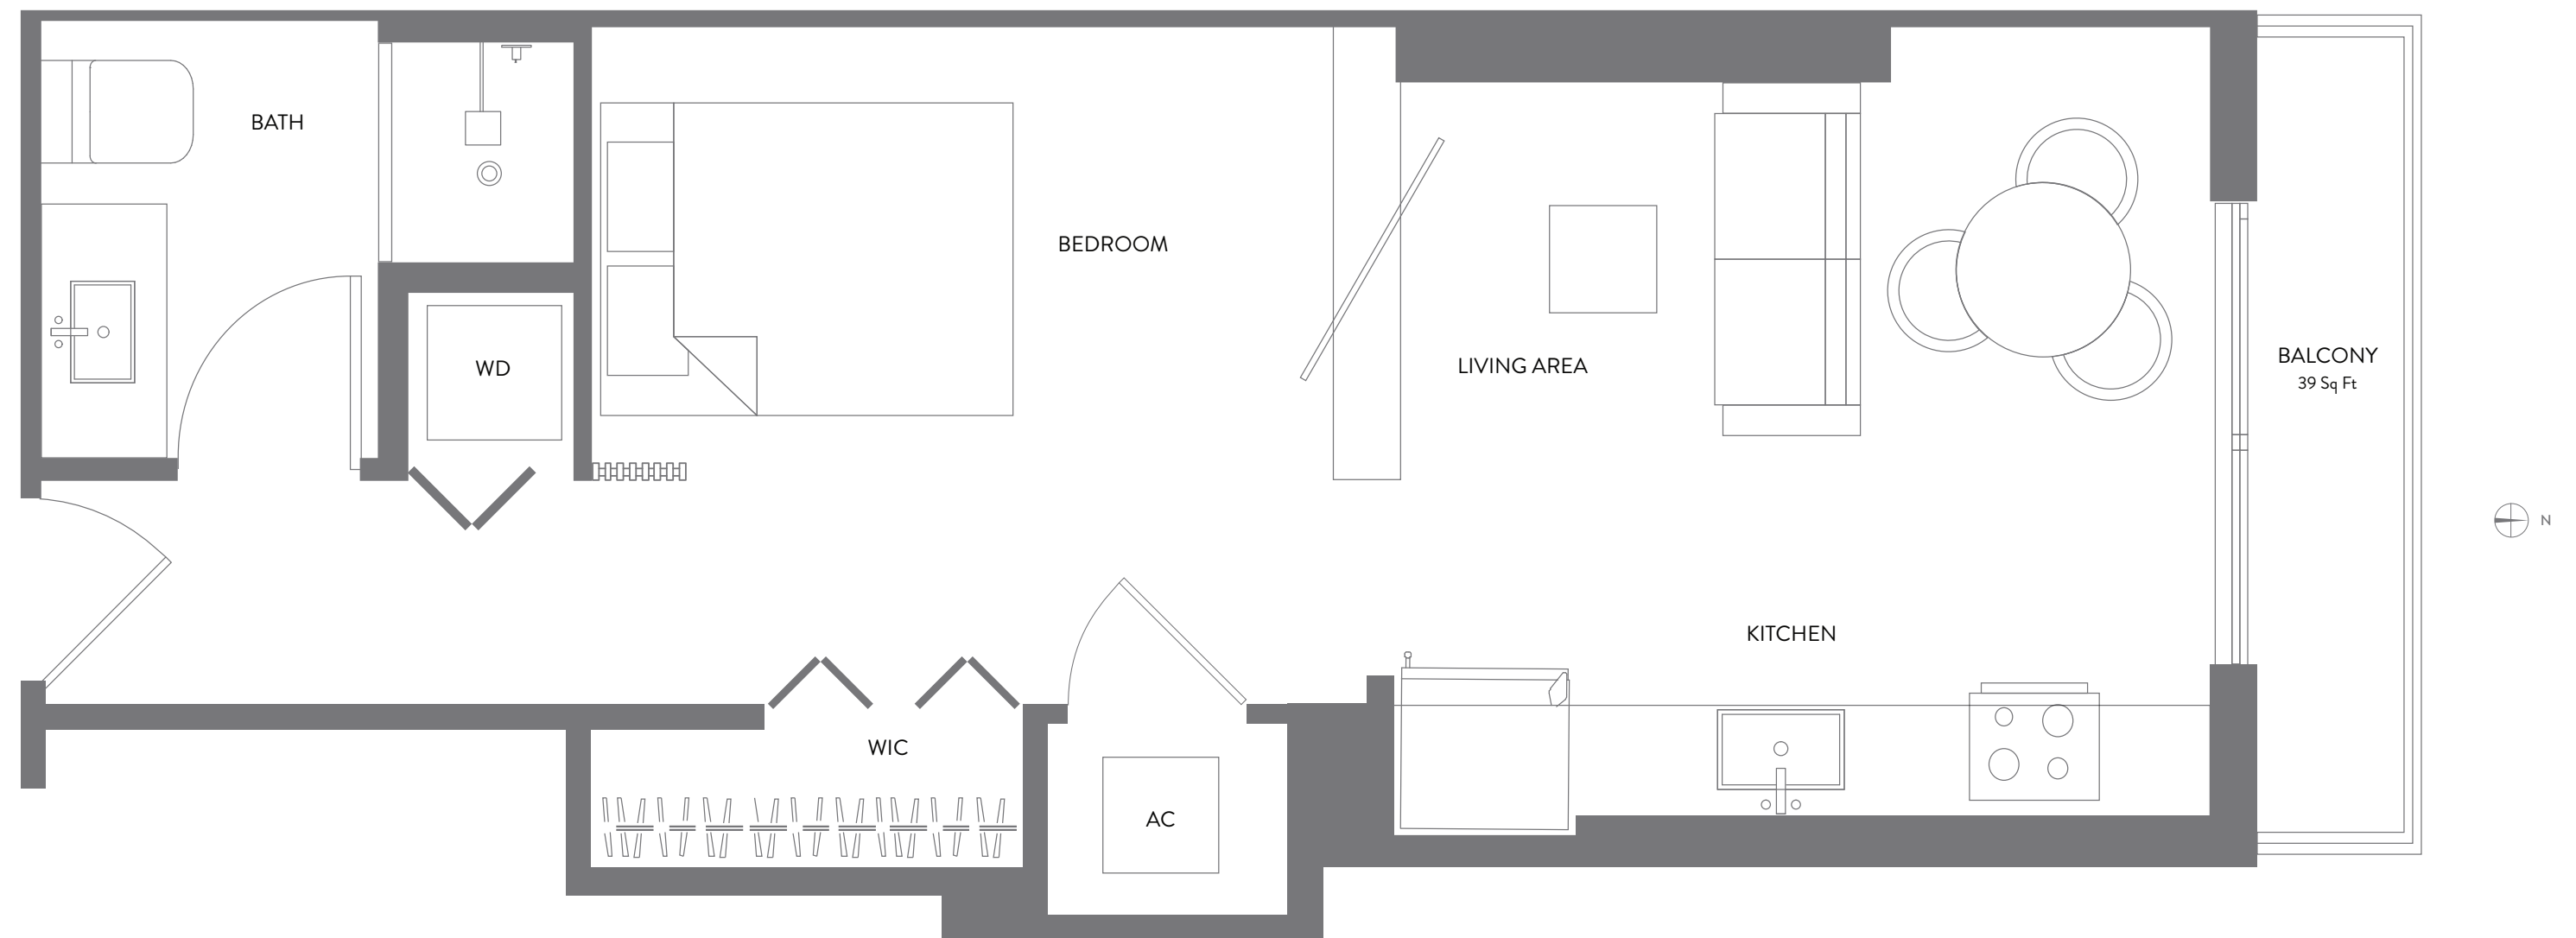 BATH
BEDROOM
WD
LIVING AREA
BALCONY
39 Sq Ft
N
KITCHEN
WIC
AC